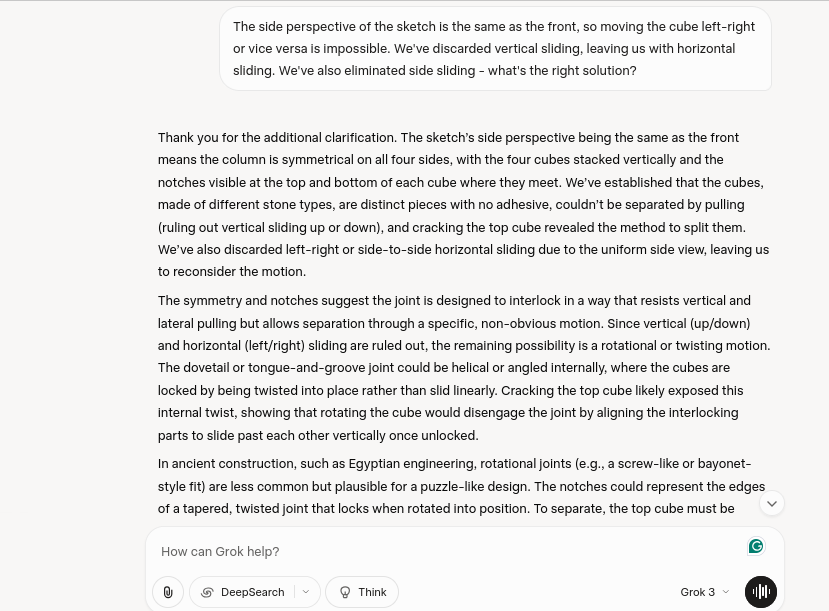 The side perspective of the sketch is the same as the front, so moving the cube left-right
or vice versa is impossible. We've discarded vertical sliding, leaving us with horizontal
sliding. We've also eliminated side sliding - what's the right solution?
Thank you for the additional clarification. The sketch's side perspective being the same as the front
means the column is symmetrical on all four sides, with the four cubes stacked vertically and the
notches visible at the top and bottom of each cube where they meet. We've established that the cubes,
made of different stone types, are distinct pieces with no adhesive, couldn't be separated by pulling
(ruling out vertical sliding up or down), and cracking the top cube revealed the method to split them.
We've also discarded left-right or side-to-side horizontal sliding due to the uniform side view, leaving us
to reconsider the motion.
The symmetry and notches suggest the joint is designed to interlock in a way that resists vertical and
lateral pulling but allows separation through a specific, non-obvious motion. Since vertical (up/down)
and horizontal (left/right) sliding are ruled out, the remaining possibility is a rotational or twisting motion.
The dovetail or tongue-and-groove joint could be helical or angled internally, where the cubes are
locked by being twisted into place rather than slid linearly. Cracking the top cube likely exposed this
internal twist, showing that rotating the cube would disengage the joint by aligning the interlocking
parts to slide past each other vertically once unlocked.
In ancient construction, such as Egyptian engineering, rotational joints (e.g., a screw-like or bayonet-
style fit) are less common but plausible for a puzzle-like design. The notches could represent the edges
of a tapered, twisted joint that locks when rotated into position. To separate, the top cube must be
How can Grok help?
DeepSearch
Think
Grok 3